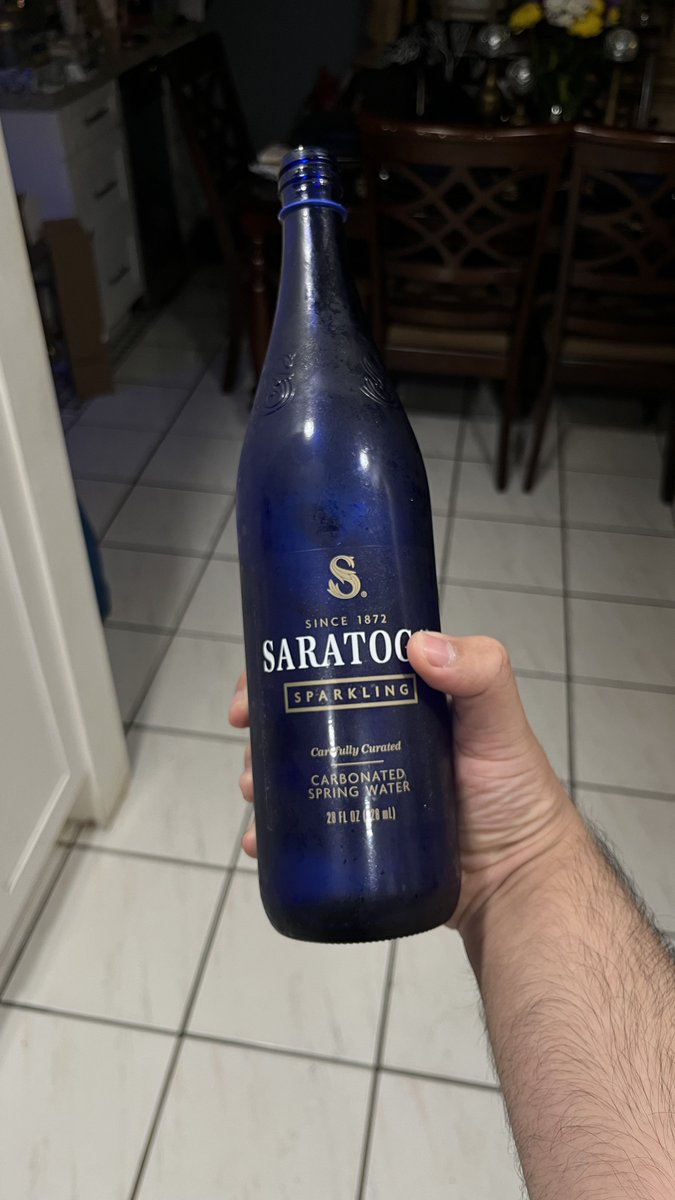 S®
SINCE 1872
SARATOG
SPARKLING
Carefully Curated
CARBONATED
SPRING WATER
28 FL OZ (828 mL)